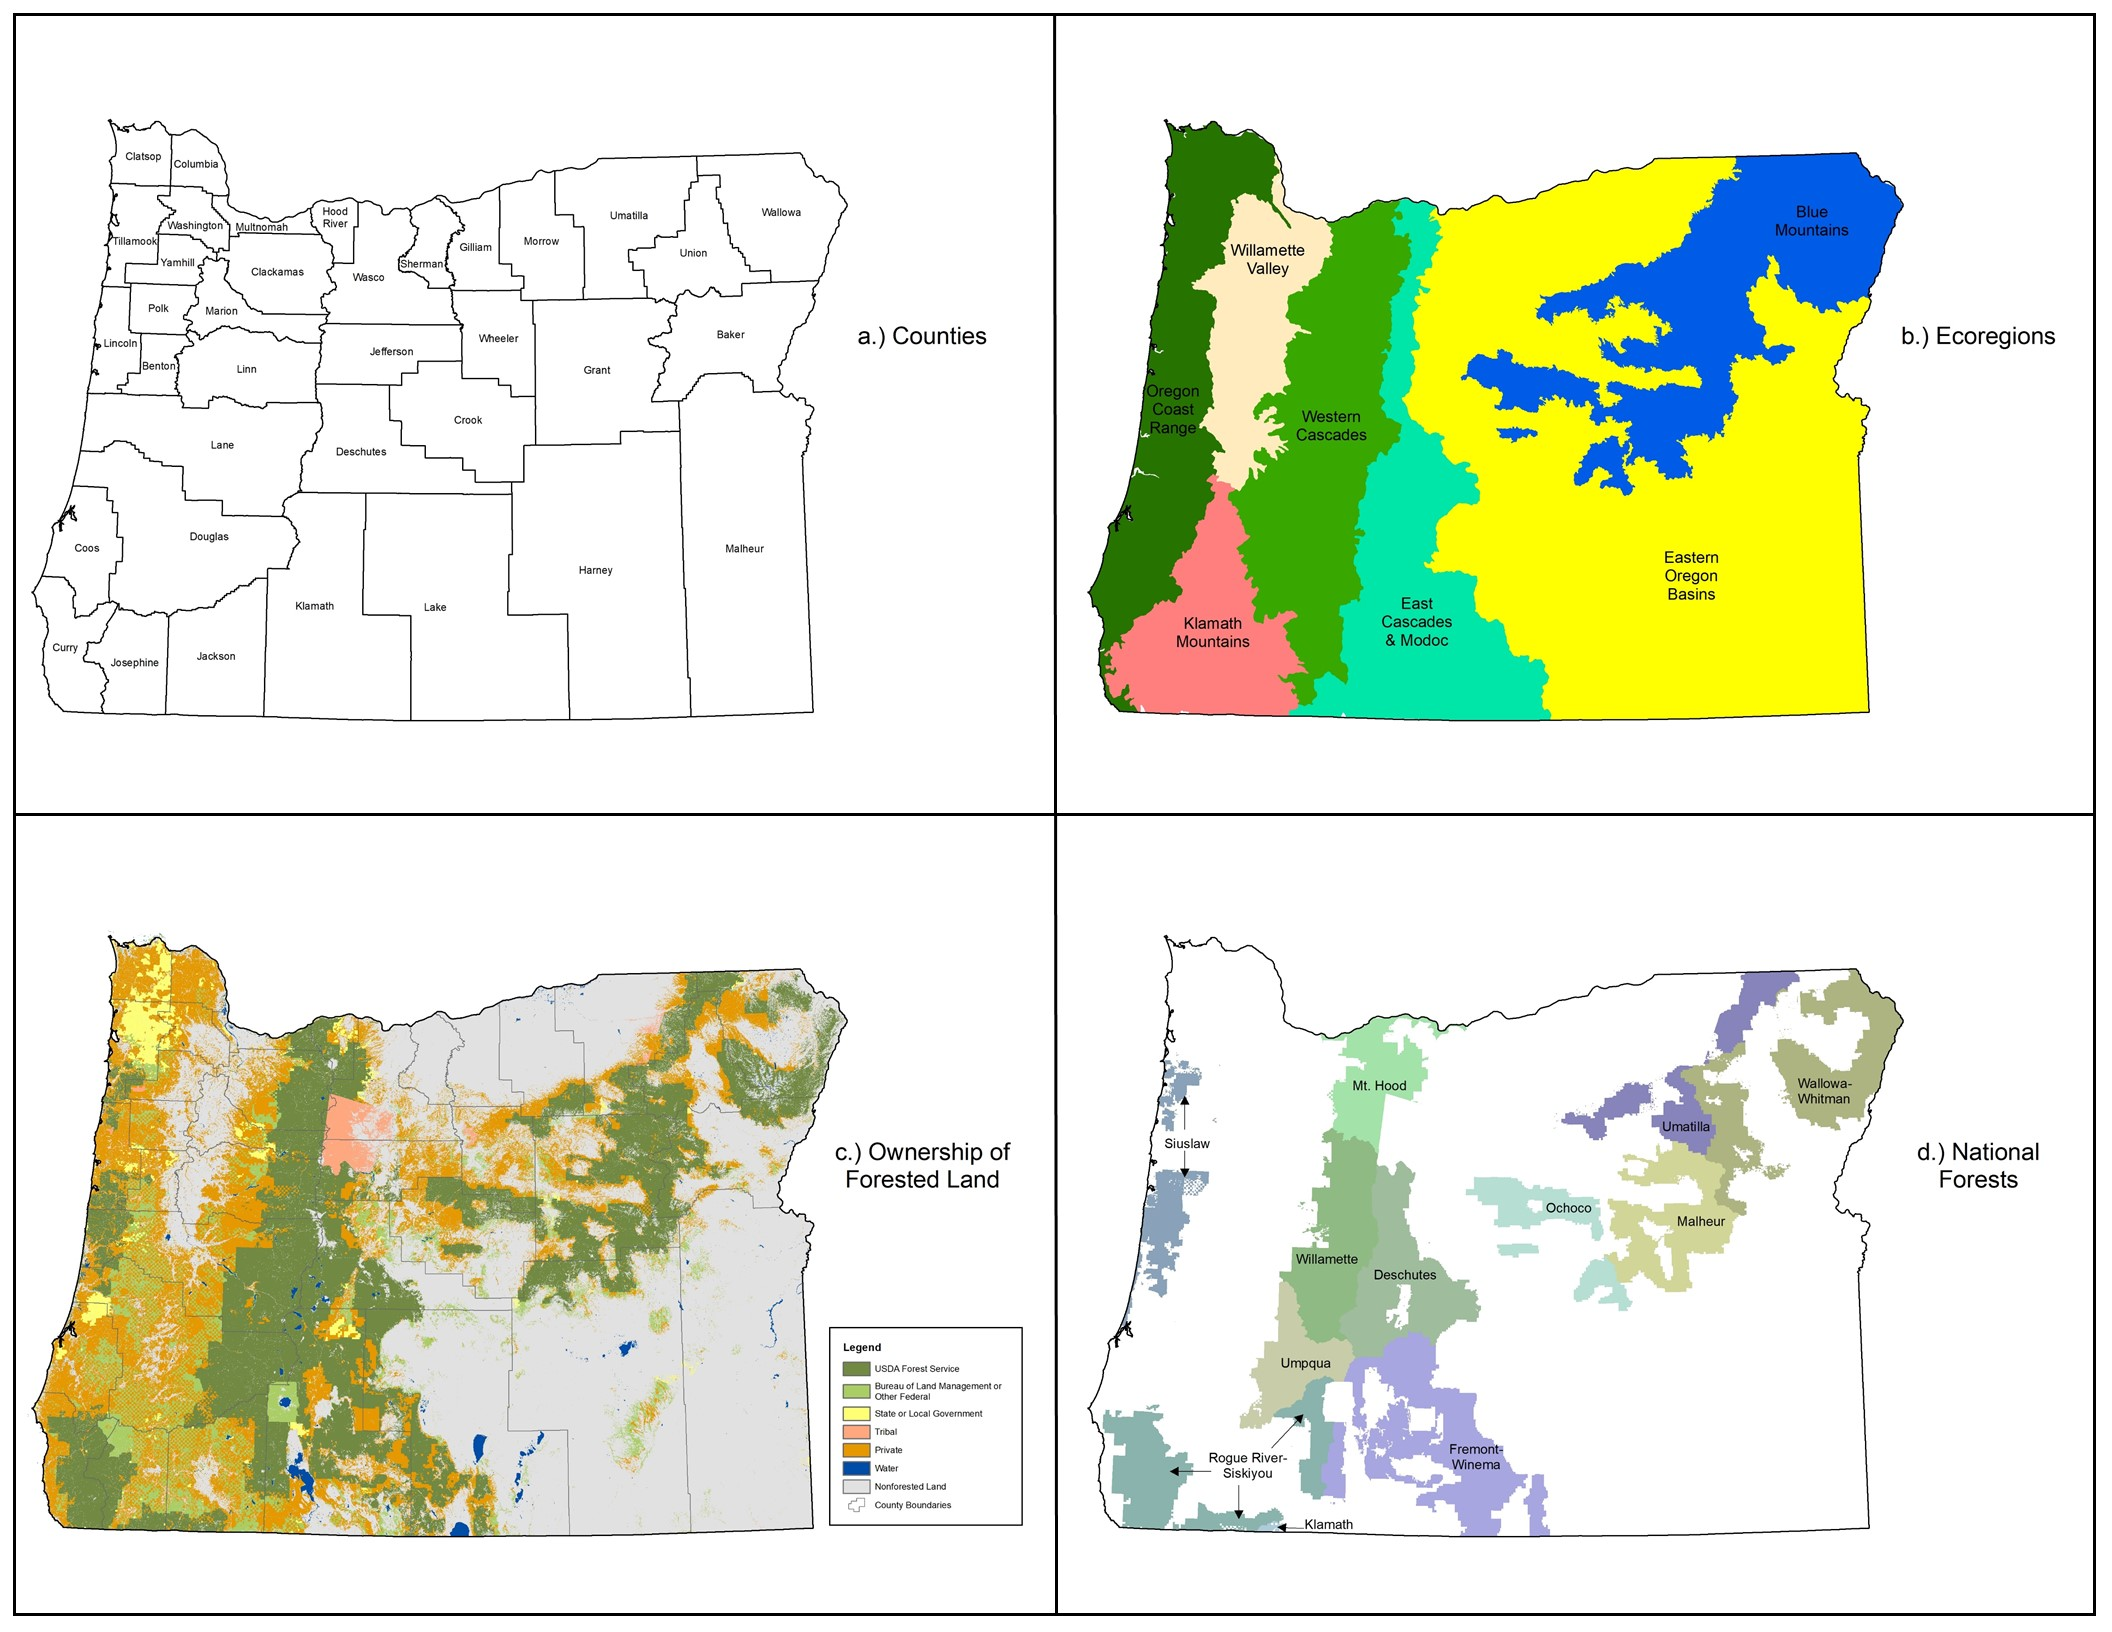 Clatsop
Columbia
Hood
River
Washington
Multnomah
Tillamook
Yamhill
Clackamas
Wasco
Sherman
Gilliam
Morrow
Umatilla
Union
Wallowa
Polk
Marion
Lincoln
Benton
Linn
Jefferson
Wheeler
Grant
Baker
Crook
Lane
Deschutes
Coos
Douglas
Klamath
Lake
Harney
Malheur
Curry
Josephine
Jackson
a.) Counties
Blue
Mountains
Willamette
Valley
Oregon
Coast
Range
Western
Cascades
Eastern
Oregon
Basins
East
Cascades
& Modoc
Klamath
Mountains
b.) Ecoregions
c.) Ownership of
Forested Land
Legend
USDA Forest Service
Bureau of Land Management or
Other Federal
State or Local Government
Tribal
Private
Water
Nonforested Land
County Boundaries
Mt. Hood
Wallowa-
Whitman
Umatilla
Siuslaw
Ochoco
Malheur
Willamette
Deschutes
Umpqua
Rogue River-
Siskiyou
Fremont-
Winema
Klamath
d.) National
Forests